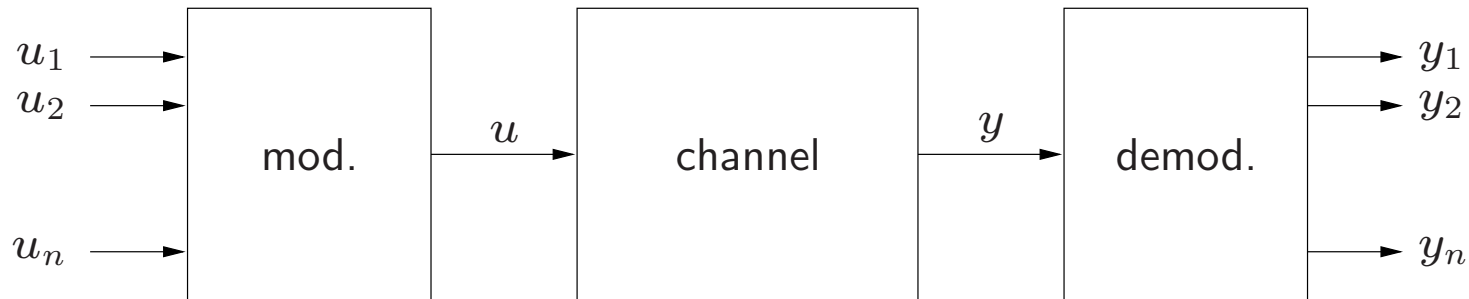 u₁ y₁
u₂ y₂
mod. u channel y demod.
uₙ yₙ